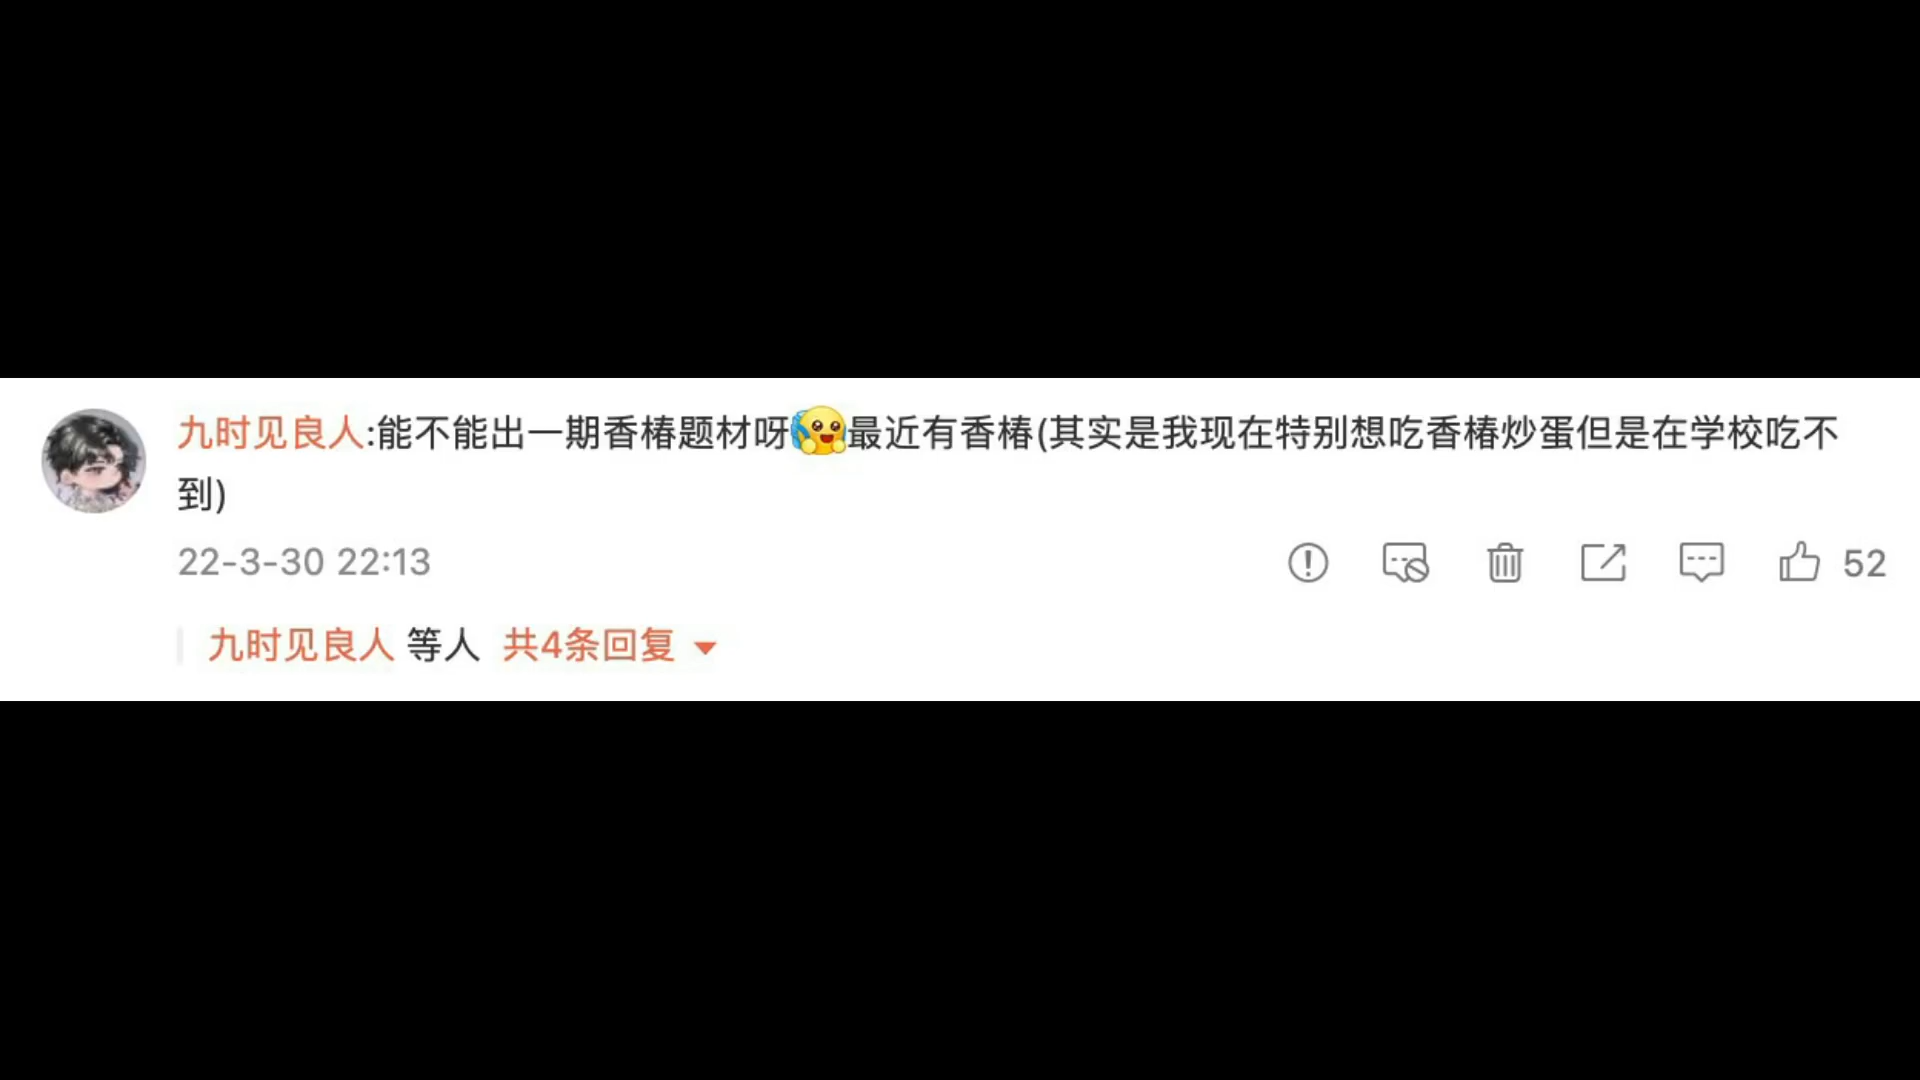 九时见良人:能不能出一期香椿题材呀最近有香椿(其实是我现在特别想吃香椿炒蛋但是在学校吃不
到)
22-3-30 22:13
52
九时见良人 等人 共4条回复